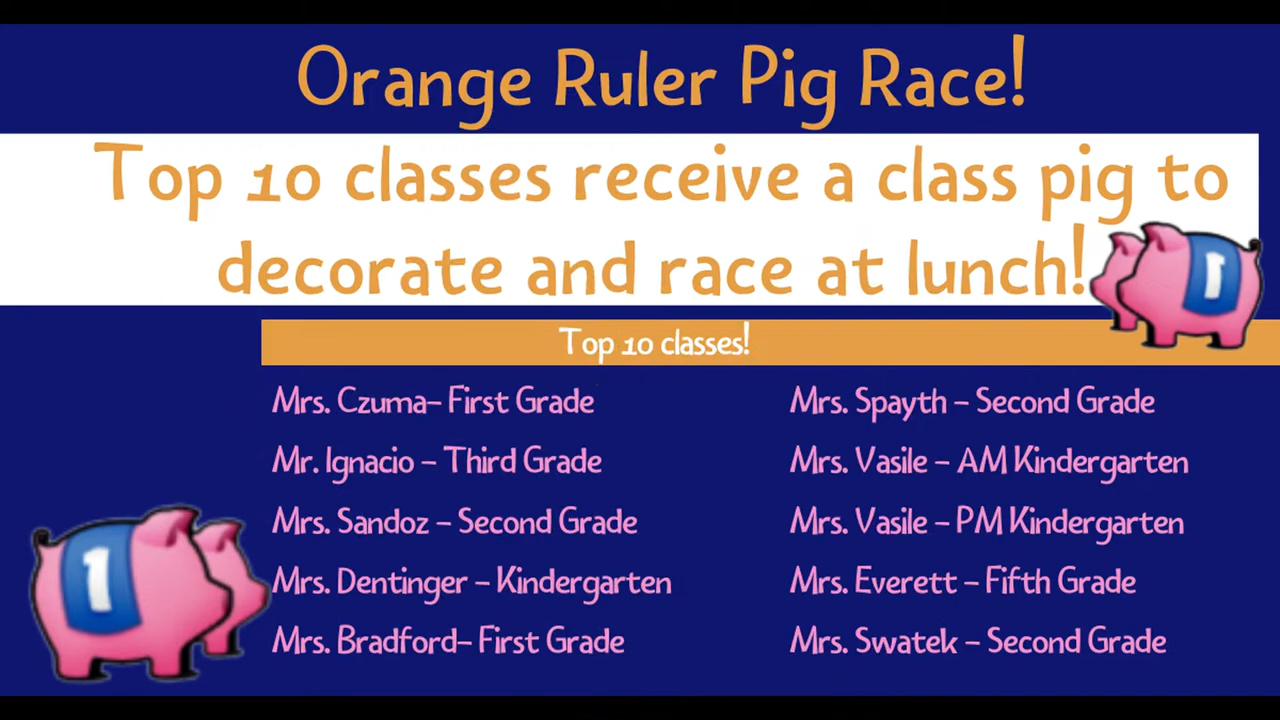 Orange Ruler Pig Race!
Top 10 classes receive a class pig to
decorate and race at lunch!
1
Top 10 classes!
Mrs. Czuma– First Grade
Mr. Ignacio – Third Grade
Mrs. Sandoz – Second Grade
Mrs. Dentinger – Kindergarten
Mrs. Bradford– First Grade
Mrs. Spayth – Second Grade
Mrs. Vasile – AM Kindergarten
Mrs. Vasile – PM Kindergarten
Mrs. Everett – Fifth Grade
Mrs. Swatek – Second Grade
1